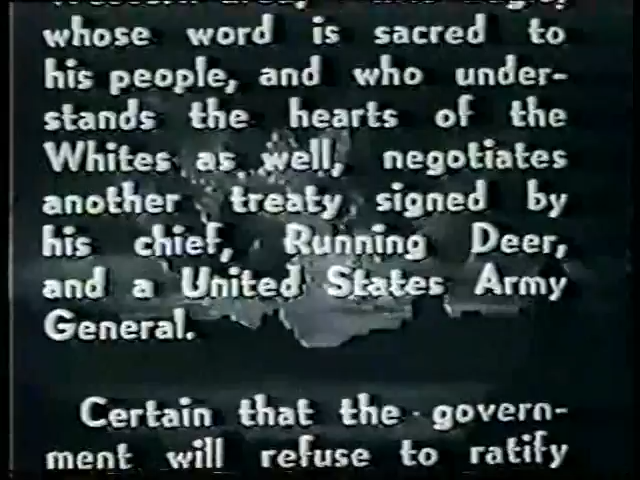 whose word is sacred to
his people, and who under-
stands the hearts of the
Whites as well, negotiates
another treaty signed by
his chief, Running Deer,
and a United States Army
General.
Certain that the govern-
ment will refuse to ratify